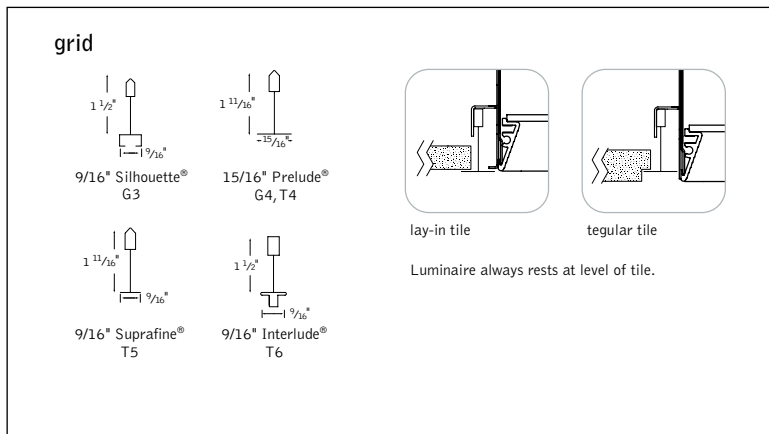 grid
1 1/2"
9/16"
9/16" Silhouette®
G3
1 11/16"
15/16"
15/16" Prelude®
G4, T4
1 11/16"
9/16"
9/16" Suprafine®
T5
1 1/2"
9/16"
9/16" Interlude®
T6
lay-in tile
tegular tile
Luminaire always rests at level of tile.